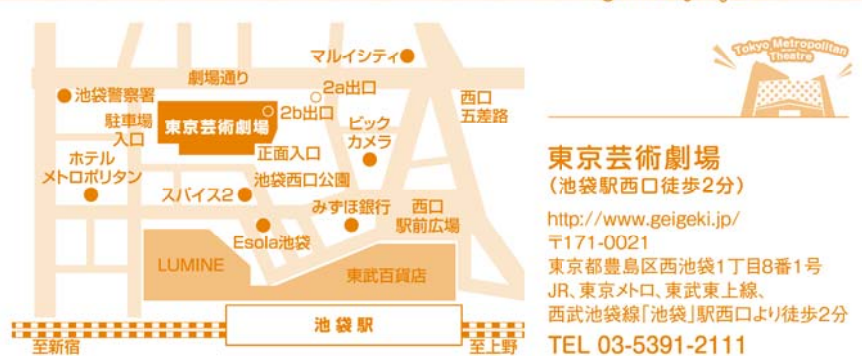 マルイシティ
劇場通り
2a出口
池袋警察署
西口
五差路
2b出口
駐車場
入口
東京芸術劇場
ビック
カメラ
正面入口
ホテル
メトロポリタン
池袋西口公園
スパイス2
みずほ銀行
西口
駅前広場
Esola池袋
LUMINE
東武百貨店
池袋駅
至新宿
至上野
Tokyo Metropolitan
Theatre
東京芸術劇場
(池袋駅西口徒歩2分)
http://www.geigeki.jp/
〒171-0021
東京都豊島区西池袋1丁目8番1号
JR、東京メトロ、東武東上線、
西武池袋線「池袋」駅西口より徒歩2分
TEL 03-5391-2111